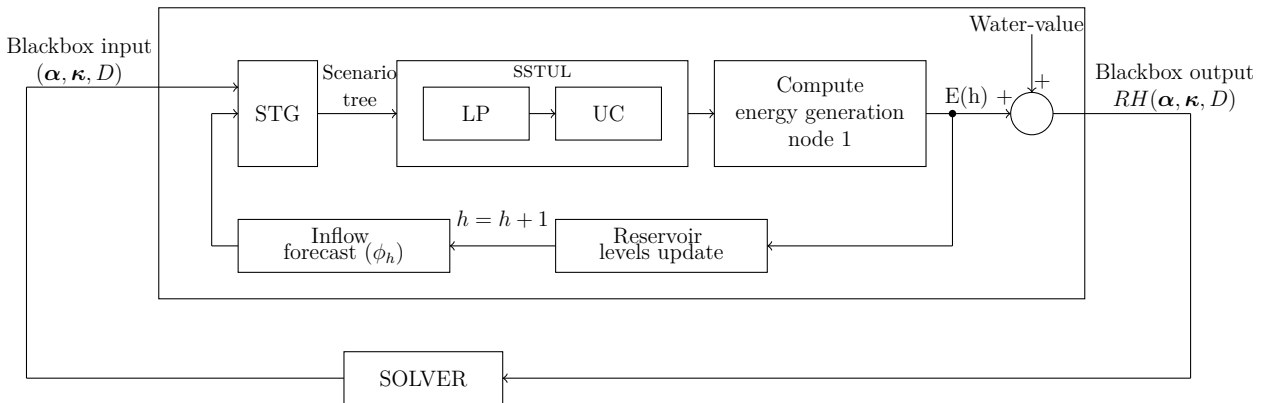 Water-value
Blackbox input
(α, κ, D)
Scenario
tree
STG
SSTUL
LP
UC
Compute
energy generation
node 1
E(h)
+
+
Blackbox output
RH(α, κ, D)
Inflow
forecast (ϕ_h)
h = h + 1
Reservoir
levels update
SOLVER